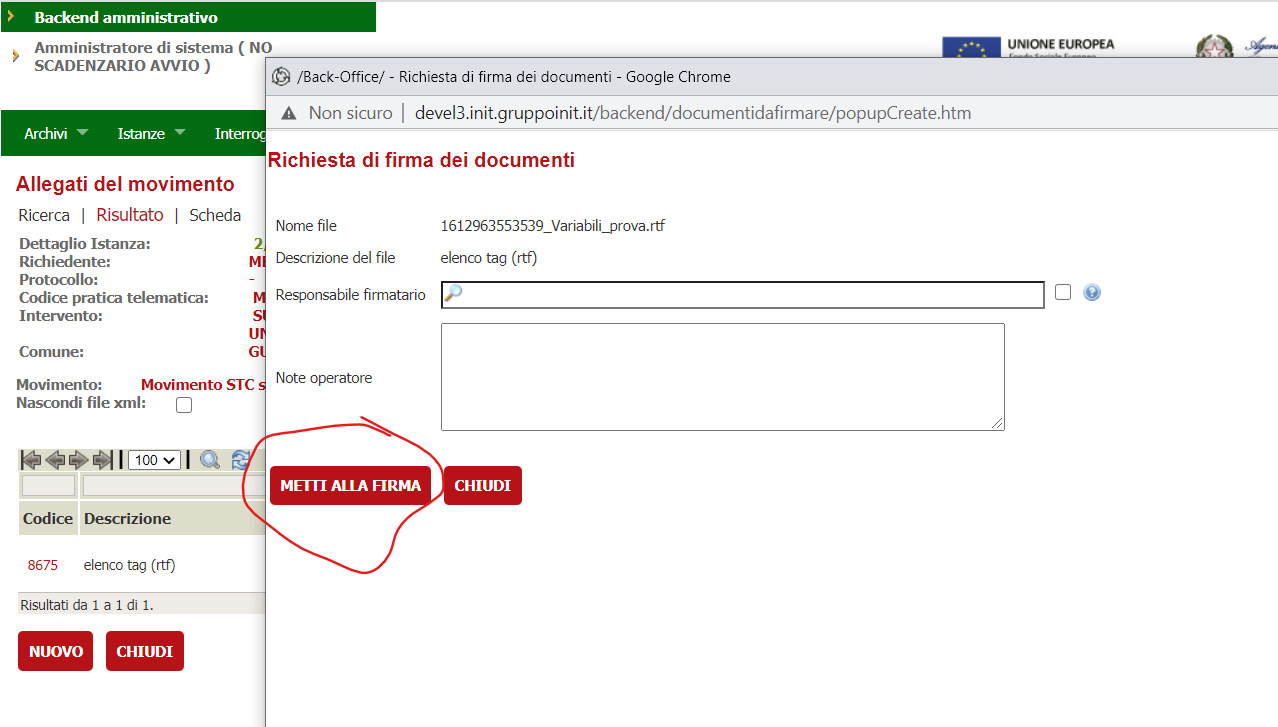 Backend amministrativo
Amministratore di sistema ( NO
SCADENZARIO AVVIO )
UNIONE EUROPEA
/Back-Office/ - Richiesta di firma dei documenti - Google Chrome
Non sicuro | devel3.init.gruppoinit.it/backend/documentidafirmare/popupCreate.htm
Archivi Istanze Interrog
Richiesta di firma dei documenti
Allegati del movimento
Ricerca | Risultato | Scheda
Nome file 1612963553539_Variabili_prova.rtf
Descrizione del file elenco tag (rtf)
Responsabile firmatario
Note operatore
METTI ALLA FIRMA CHIUDI
Dettaglio Istanza: 2
Richiedente:
Protocollo: -
Codice pratica telematica: M
Intervento: SU
UN
Comune: GU
Movimento: Movimento STC s
Nascondi file xml:
100
Codice Descrizione
8675 elenco tag (rtf)
Risultati da 1 a 1 di 1.
NUOVO CHIUDI